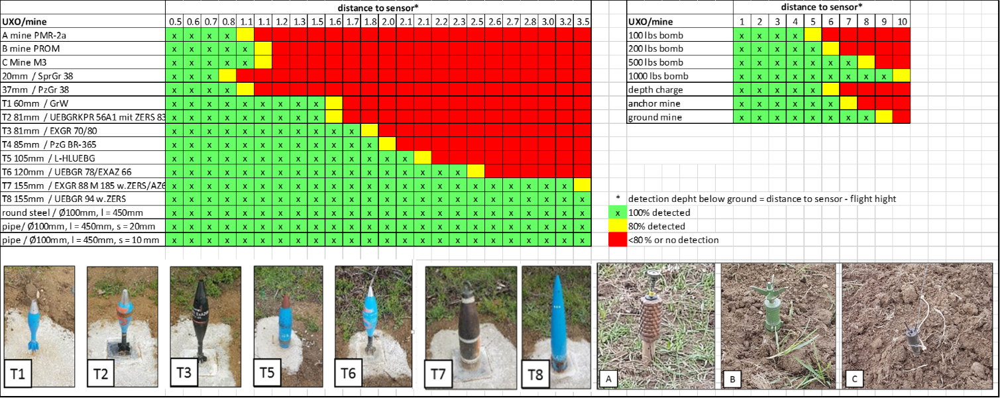 distance to sensor* distance to sensor*
UXO/mine 0.5 0.6 0.7 0.8 1.1 1.1 1.2 1.3 1.5 1.6 1.7 1.8 2.0 2.1 2.1 2.2 2.3 2.5 2.6 2.7 2.8 3.0 3.2 3.5 UXO/mine 1 2 3 4 5 6 7 8 9 10
A mine PMR-2a x x x x 100 lbs bomb x x x x
B mine PROM x x x x x 200 lbs bomb x x x x x
C Mine M3 x x x x x 500 lbs bomb x x x x x x x
20mm / SprGr 38 x x x 1000 lbs bomb x x x x x x x x x
37mm / PzGr 38 x x x x depth charge x x x x x
T1 60mm / GrW x x x x x x x x x anchor mine x x x x x x
T2 81mm / UEBGRKPR 56A1 mit ZERS 83 x x x x x x x x x ground mine x x x x x x x x
T3 81mm / EXGR 70/80 x x x x x x x x x x x
T4 85mm / PzG BR-365 x x x x x x x x x x x x
T5 105mm / L-HLUEBG x x x x x x x x x x x x x x
T6 120mm / UEBGR 78/EXAZ 66 x x x x x x x x x x x x x x x x x
T7 155mm / EXGR 88 M 185 w.ZERS/AZ6 x x x x x x x x x x x x x x x x x x x x x x x
T8 155mm / UEBGR 94 w.ZERS x x x x x x x x x x x x x x x x x x x x x x x x * detection depht below ground = distance to sensor - flight hight
round steel / Ø100mm, l = 450mm x x x x x x x x x x x x x x x x x x x x x x x x x 100% detected
pipe/ Ø100mm, l = 450mm, s = 20mm x x x x x x x x x x x x x x x x x x x x x x x x 80% detected
pipe / Ø100mm, l = 450mm, s = 10 mm x x x x x x x x x x x x x x x x x x x x x x x x <80 % or no detection
T1 T2 T3 T5 T6 T7 T8 A B C